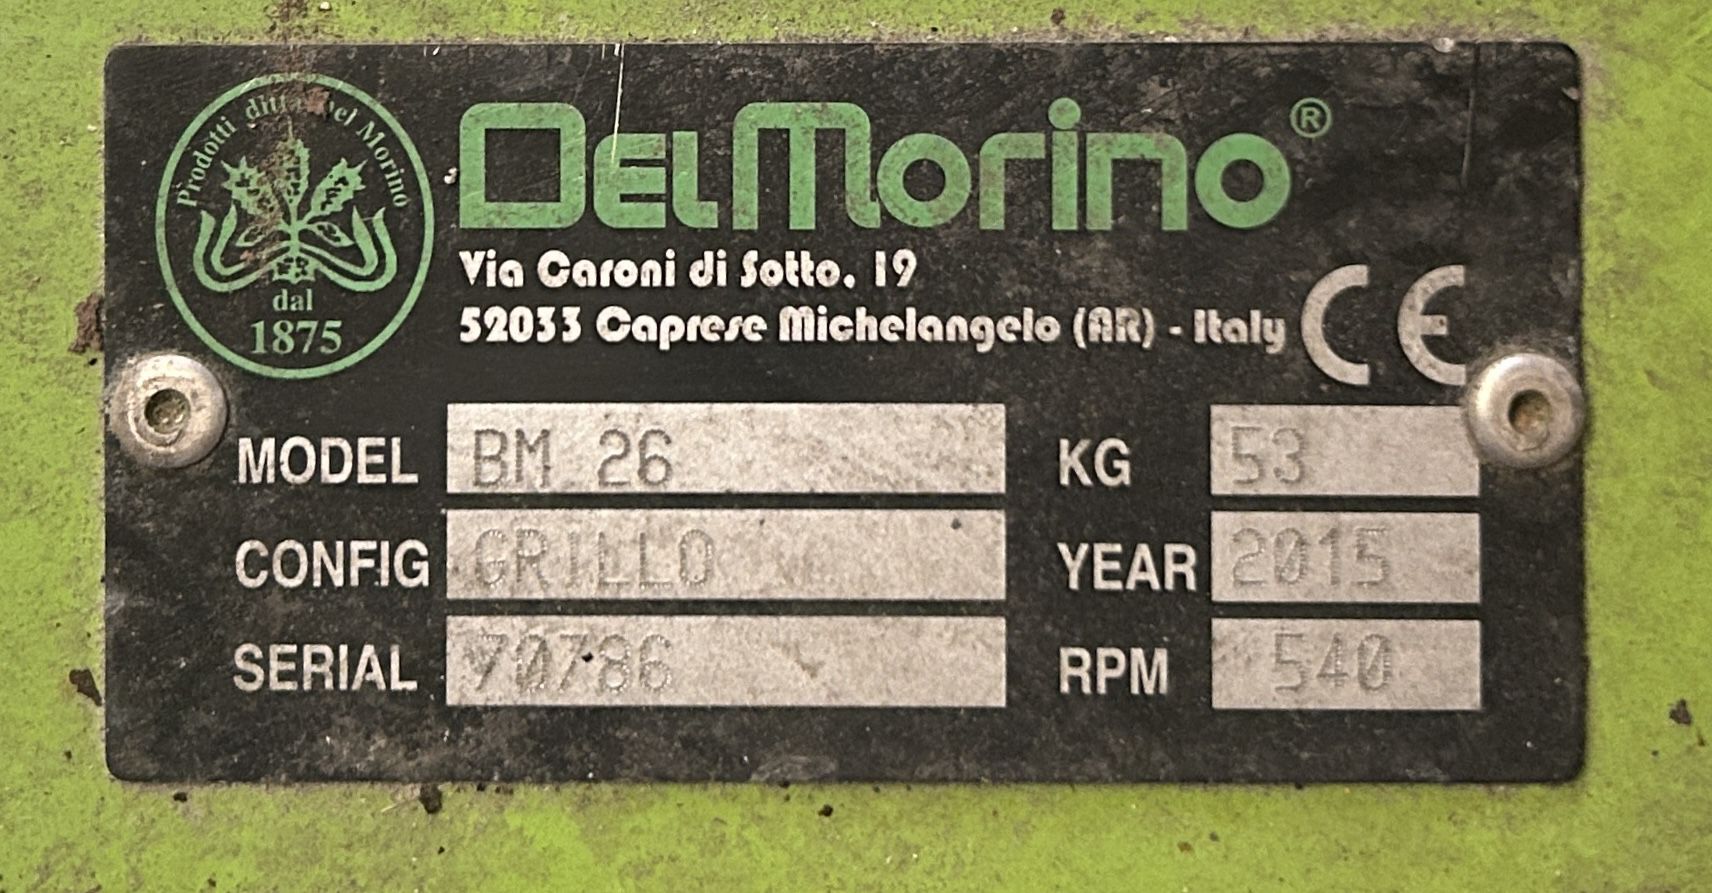 Prodotti ditta Del Morino
dal
1875
DelMorino®
Via Caroni di Sotto, 19
52033 Caprese Michelangelo (AR) - Italy
CE
MODEL BM 26 KG 53
CONFIG GRILLO YEAR 2015
SERIAL 70786 RPM 540